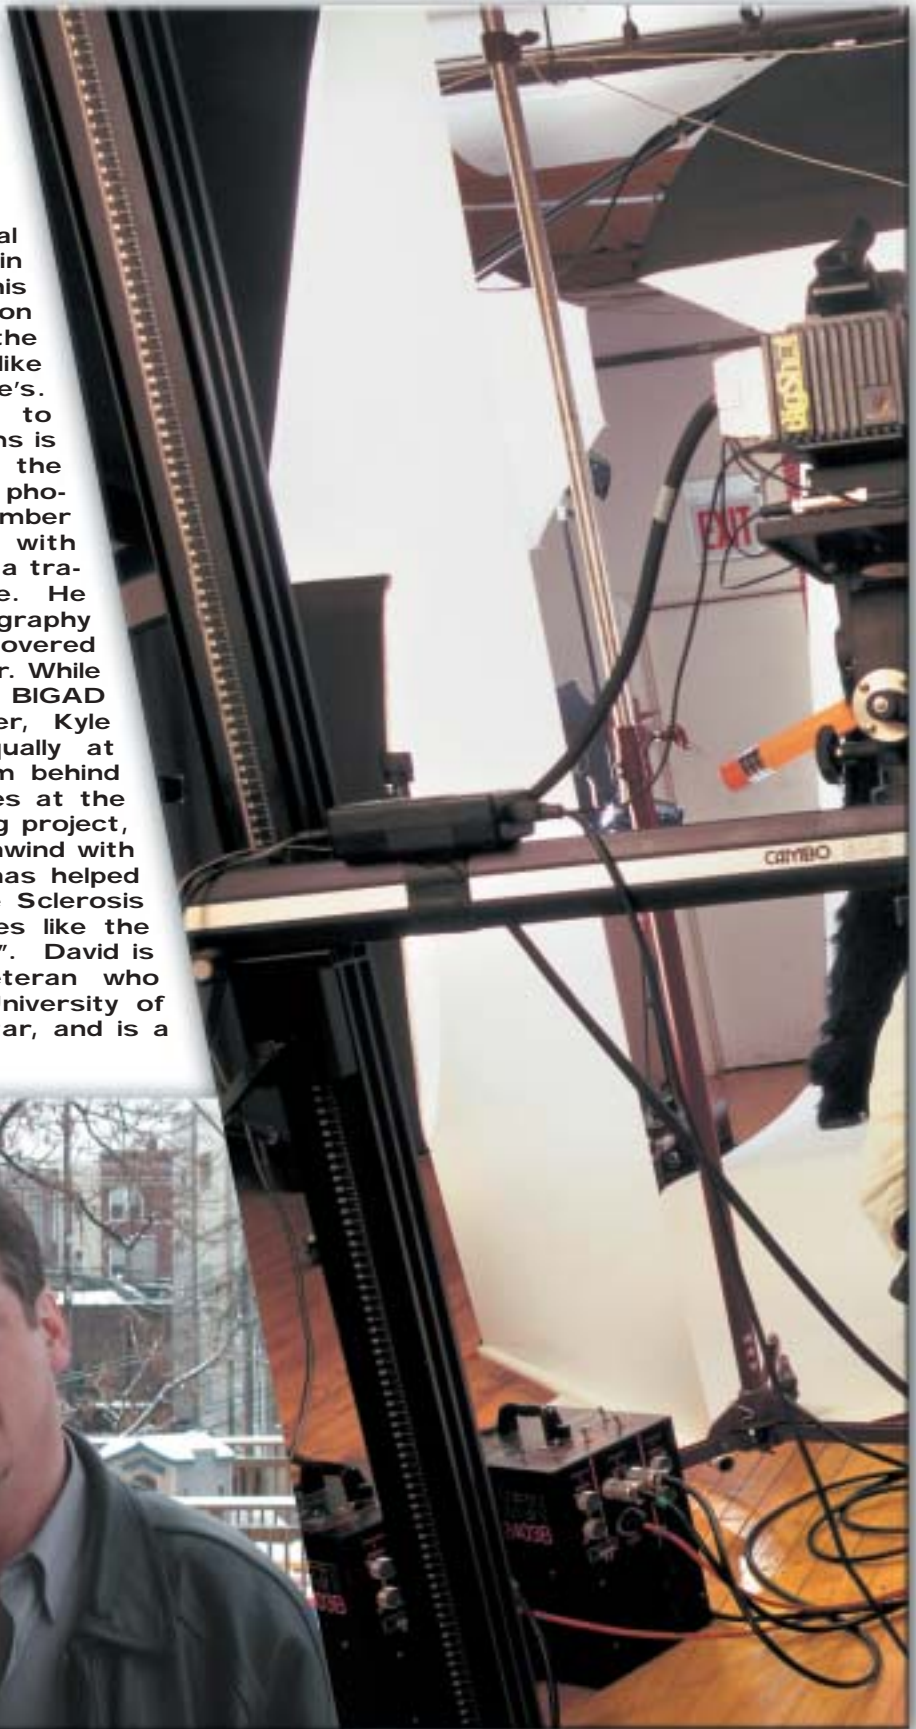 al
in
his
on
the
like
e's.
to
ns is
the
pho-
mber
with
a tra-
e. He
graphy
overed
r. While
BIGAD
er, Kyle
qually at
m behind
es at the
g project,
nwind with
has helped
e Sclerosis
es like the
". David is
eteran who
University of
ar, and is a
EXIT
CAMBO